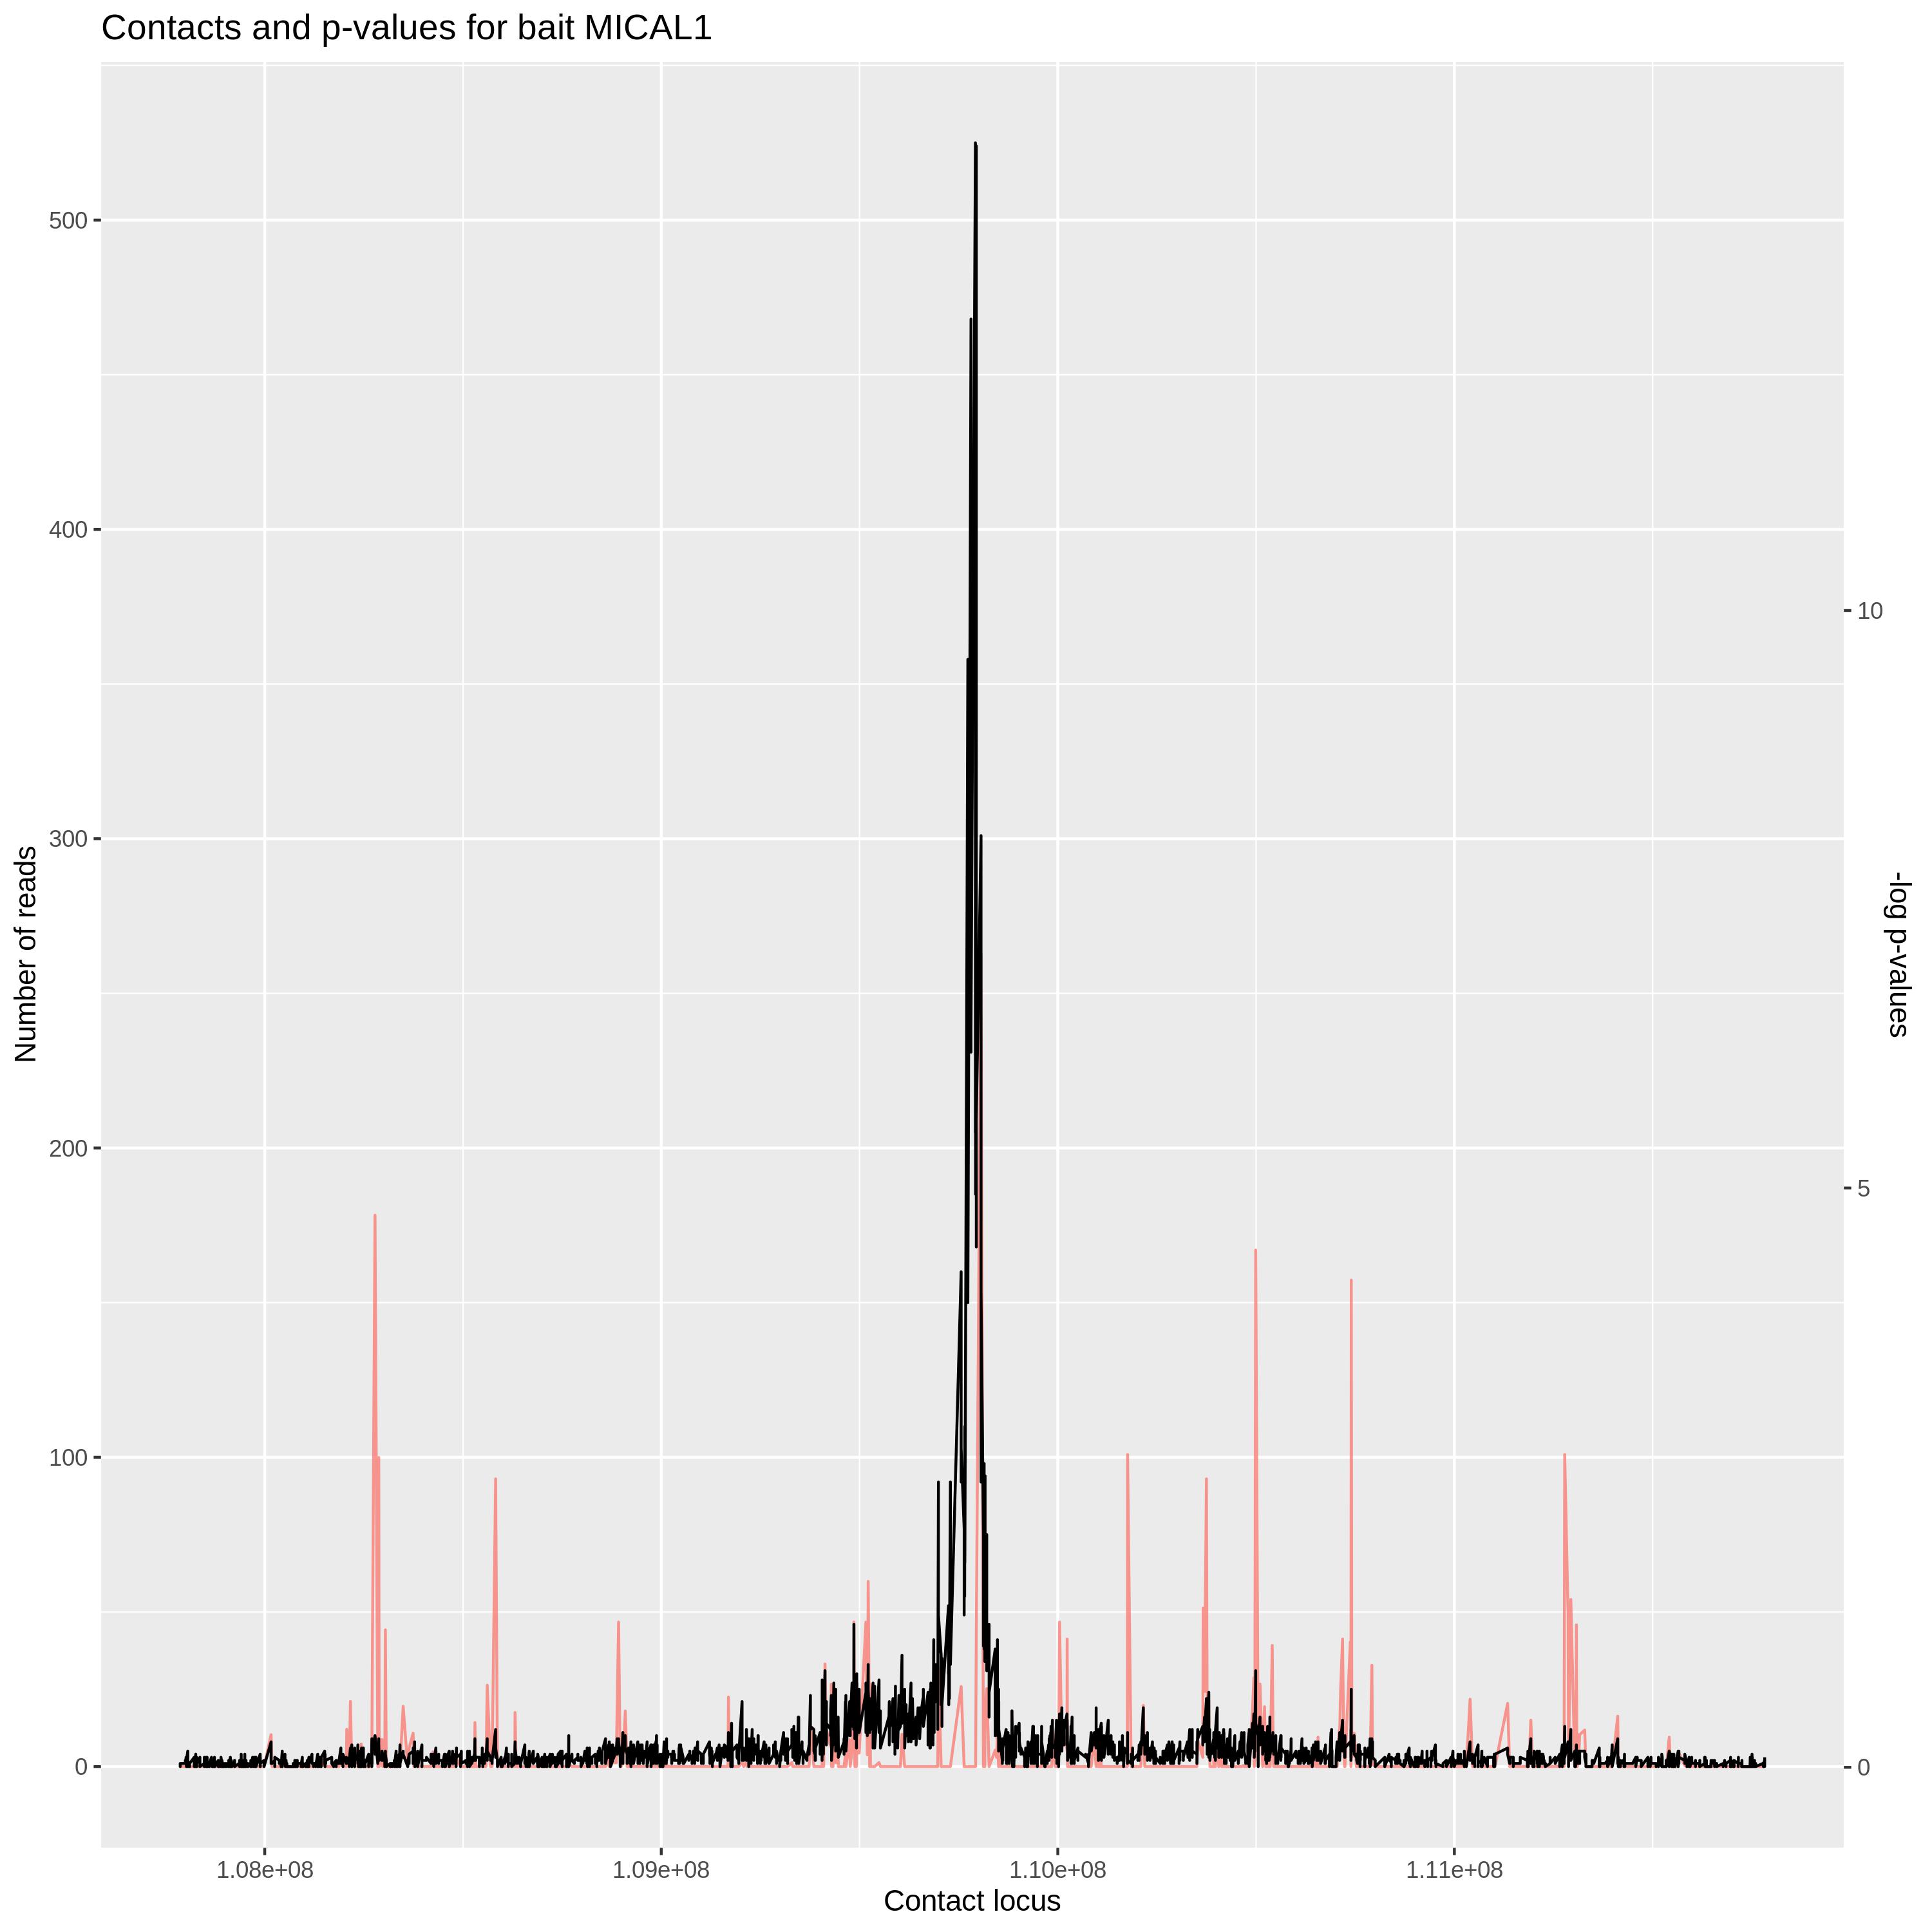 Contacts and p-values for bait MICAL1
500
400
300
200
100
0
Number of reads
10
5
0
-log p-values
1.08e+08
1.09e+08
1.10e+08
1.11e+08
Contact locus